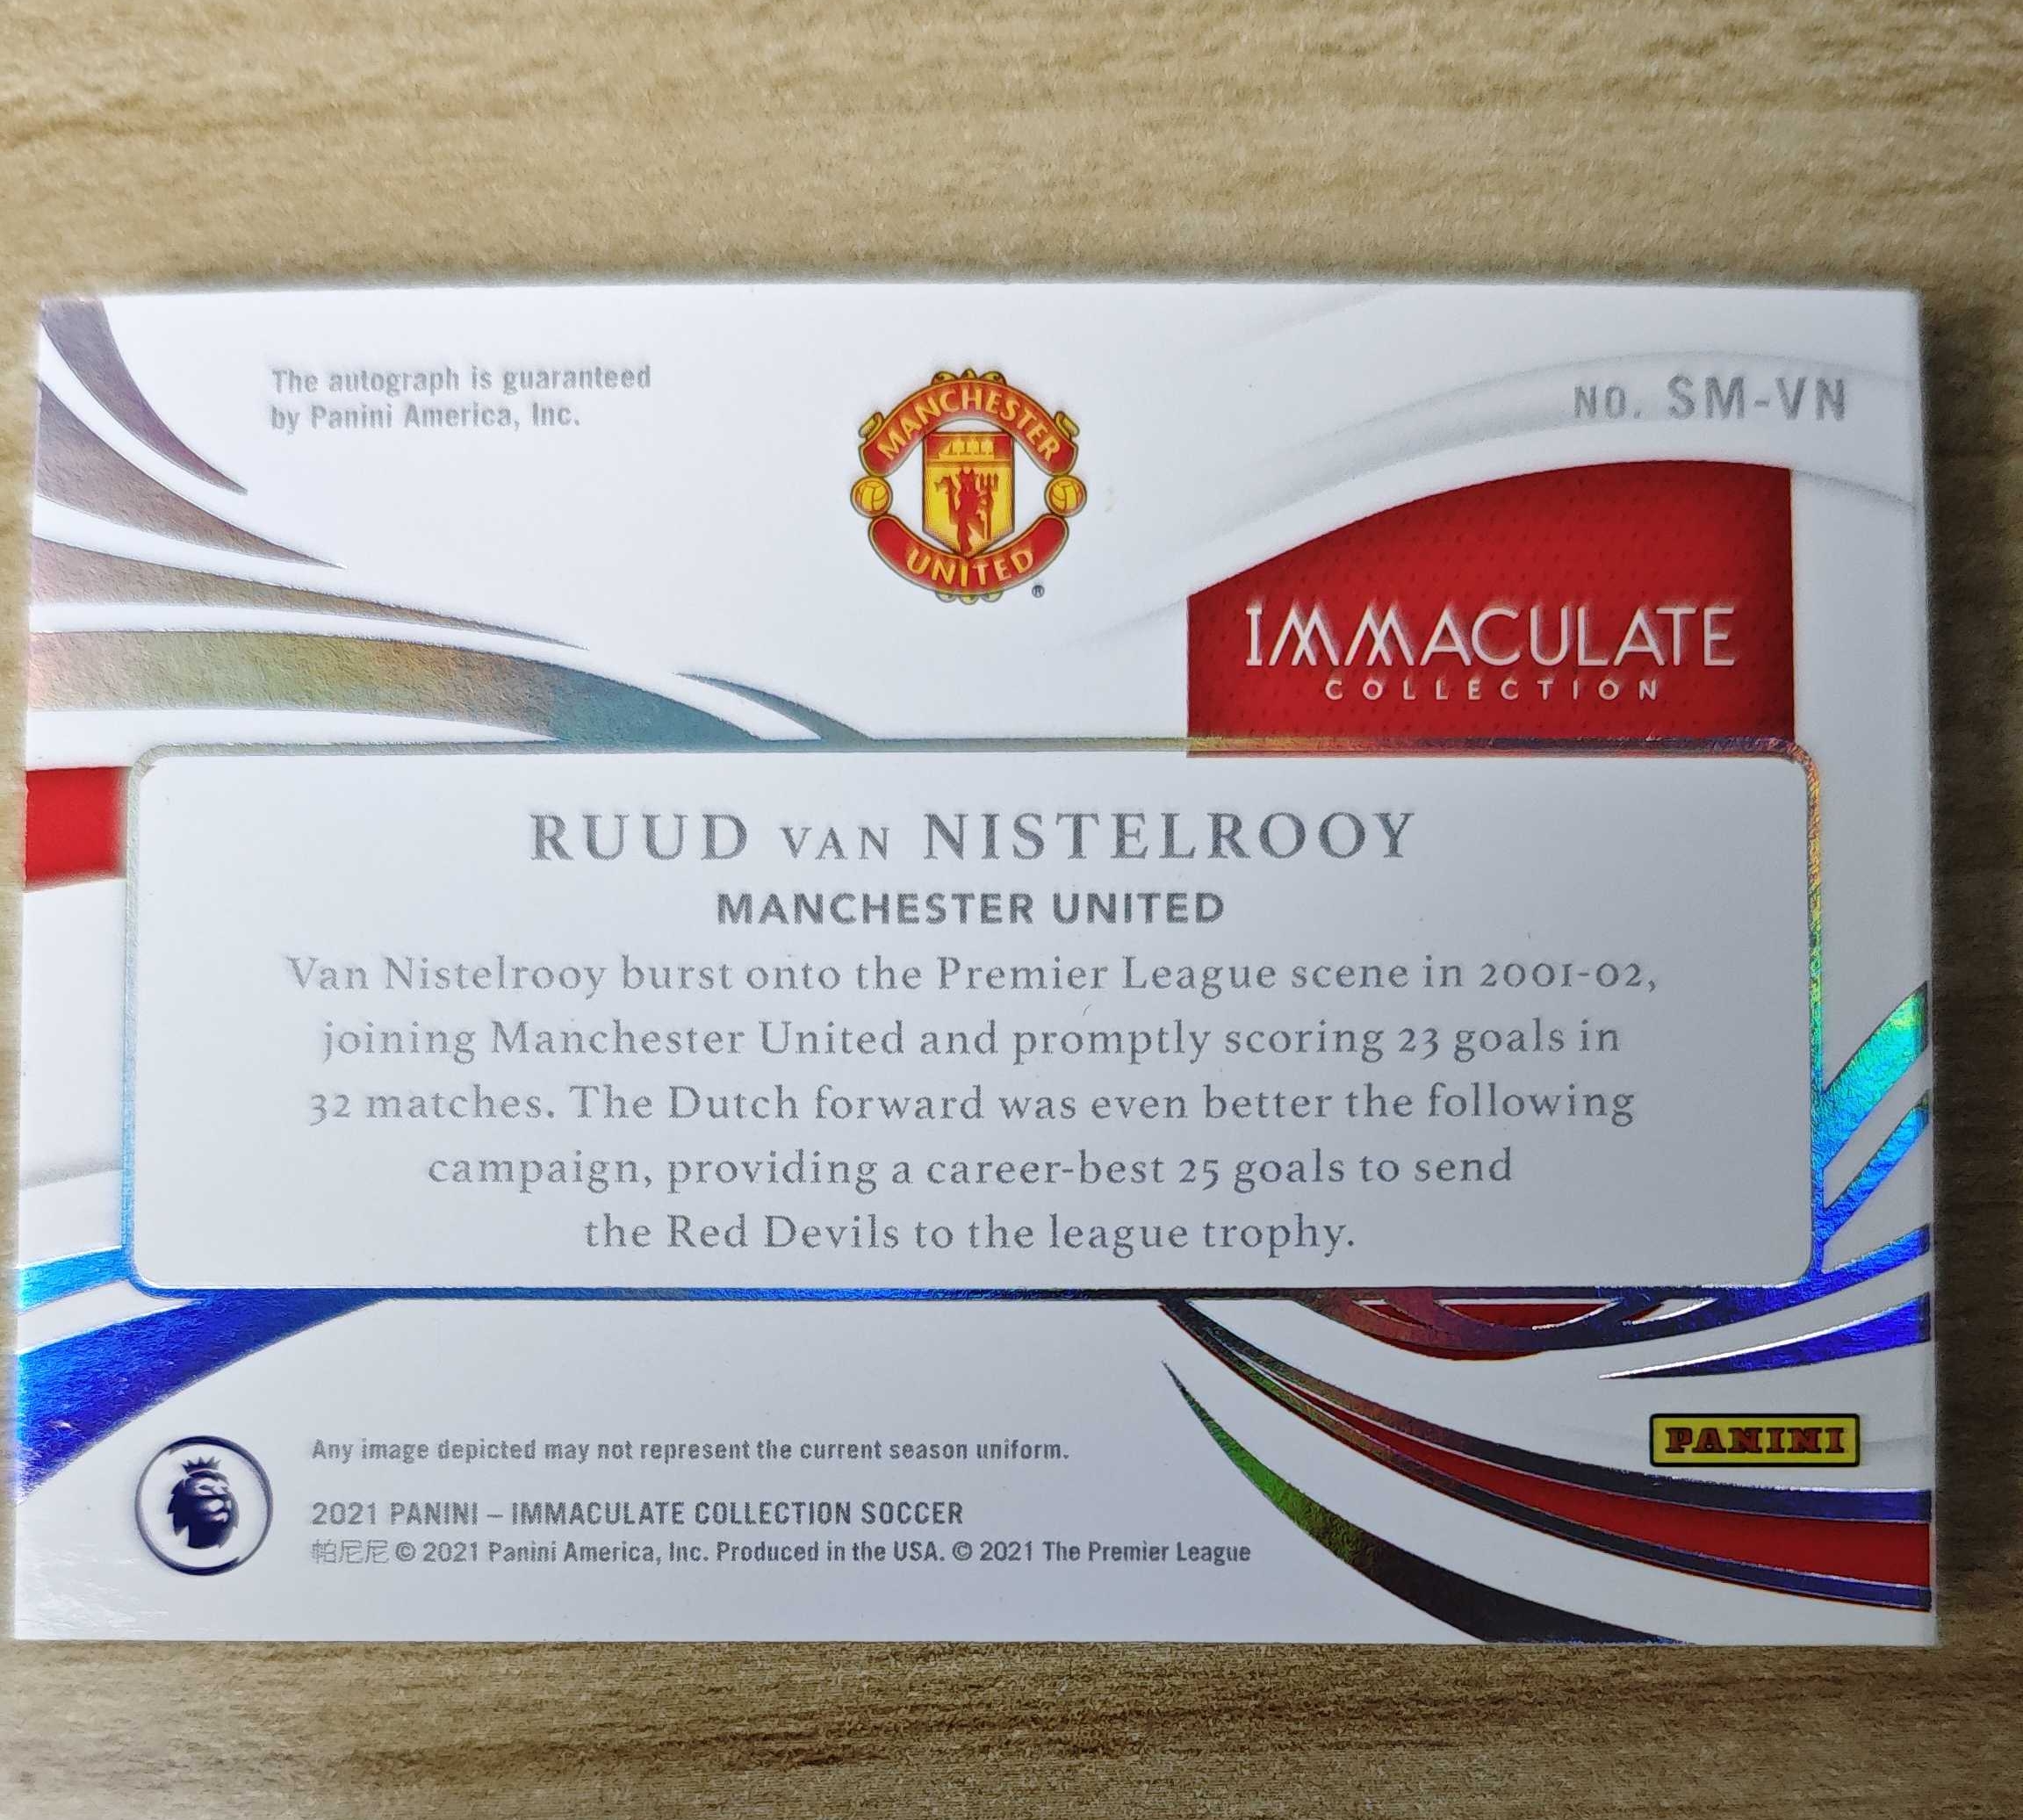 The autograph is guaranteed
by Panini America, Inc.
MANCHESTER
UNITED
®
NO. SM-VN
IMMACULATE
COLLECTION
RUUD VAN NISTELROOY
MANCHESTER UNITED
Van Nistelrooy burst onto the Premier League scene in 2001-02,
joining Manchester United and promptly scoring 23 goals in
32 matches. The Dutch forward was even better the following
campaign, providing a career-best 25 goals to send
the Red Devils to the league trophy.
Any image depicted may not represent the current season uniform.
PANINI
2021 PANINI – IMMACULATE COLLECTION SOCCER
帕尼尼 © 2021 Panini America, Inc. Produced in the USA. © 2021 The Premier League